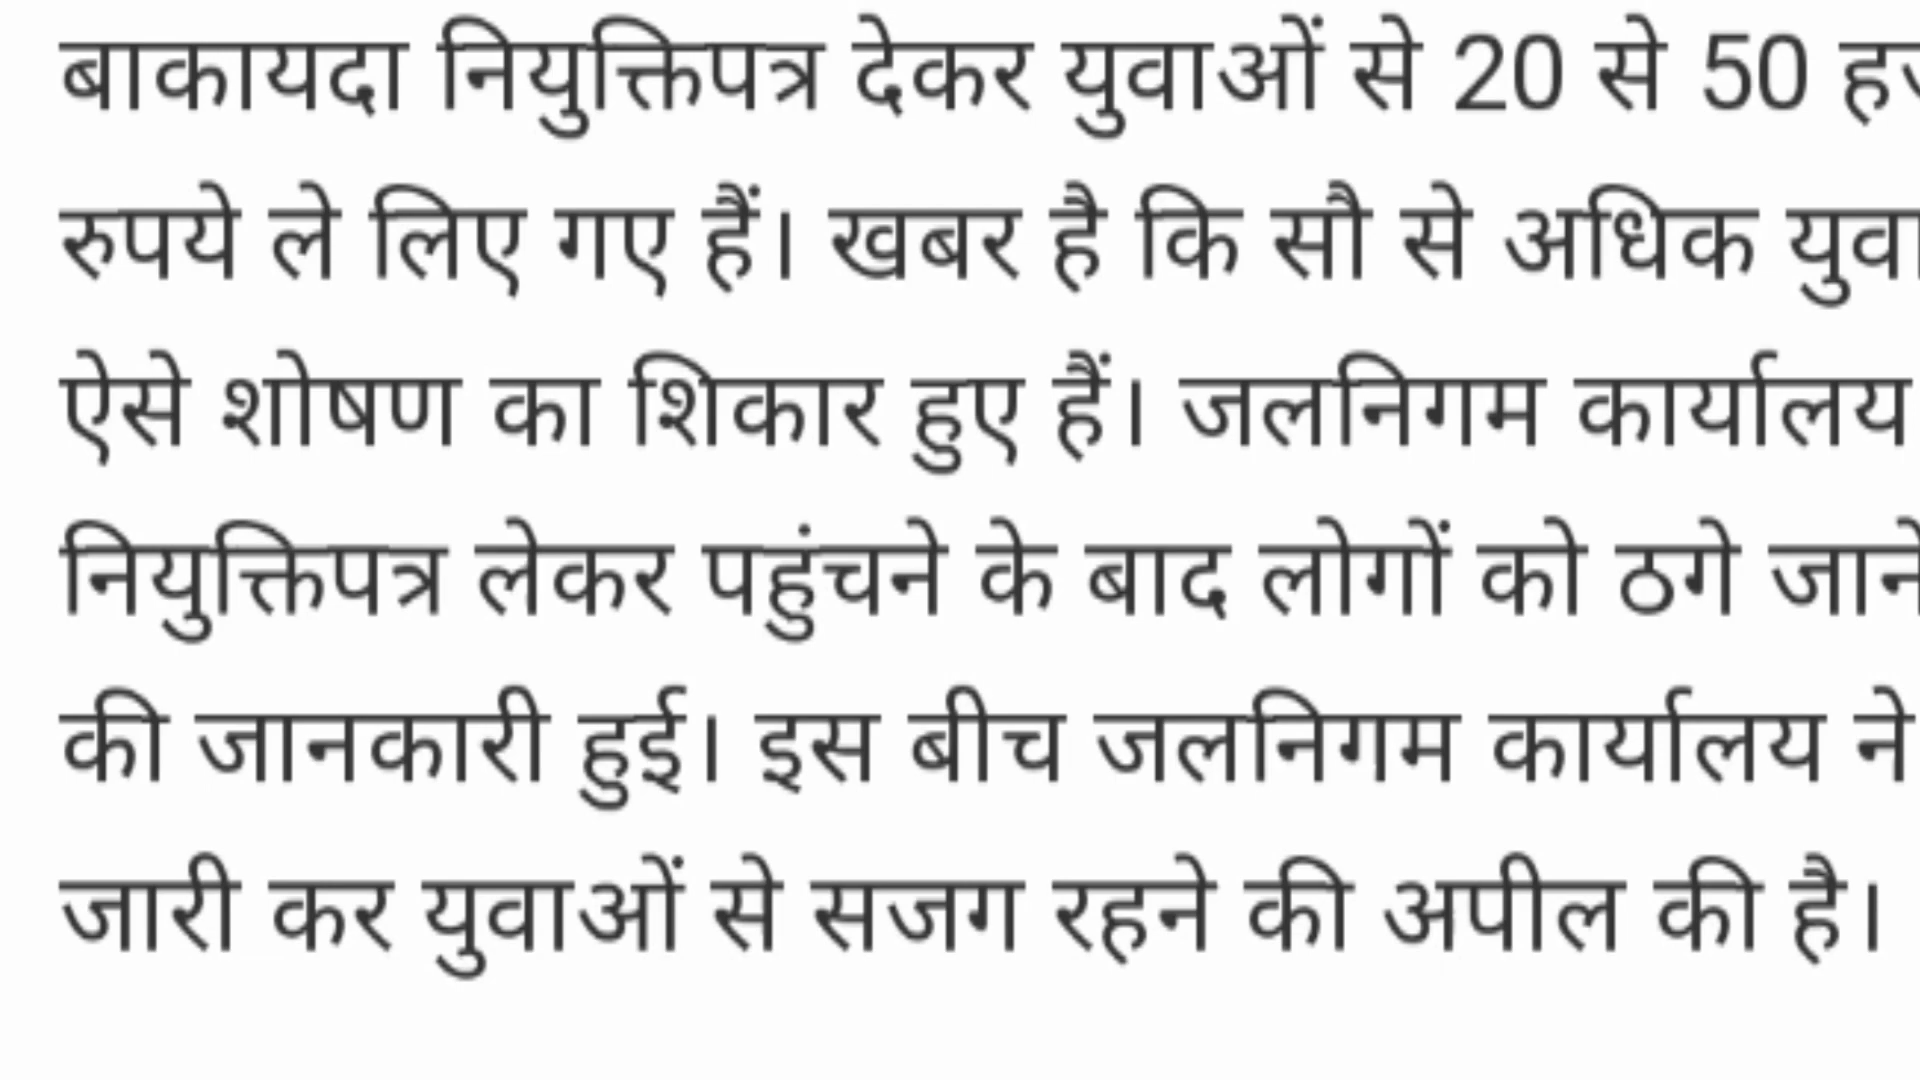 बाकायदा नियुक्तिपत्र देकर युवाओं से 20 से 50
रुपये ले लिए गए हैं। खबर है कि सौ से अधिक युवा
ऐसे शोषण का शिकार हुए हैं। जलनिगम कार्यालय
नियुक्तिपत्र लेकर पहुंचने के बाद लोगों को ठगे जाने
की जानकारी हुई। इस बीच जलनिगम कार्यालय ने
जारी कर युवाओं से सजग रहने की अपील की है।